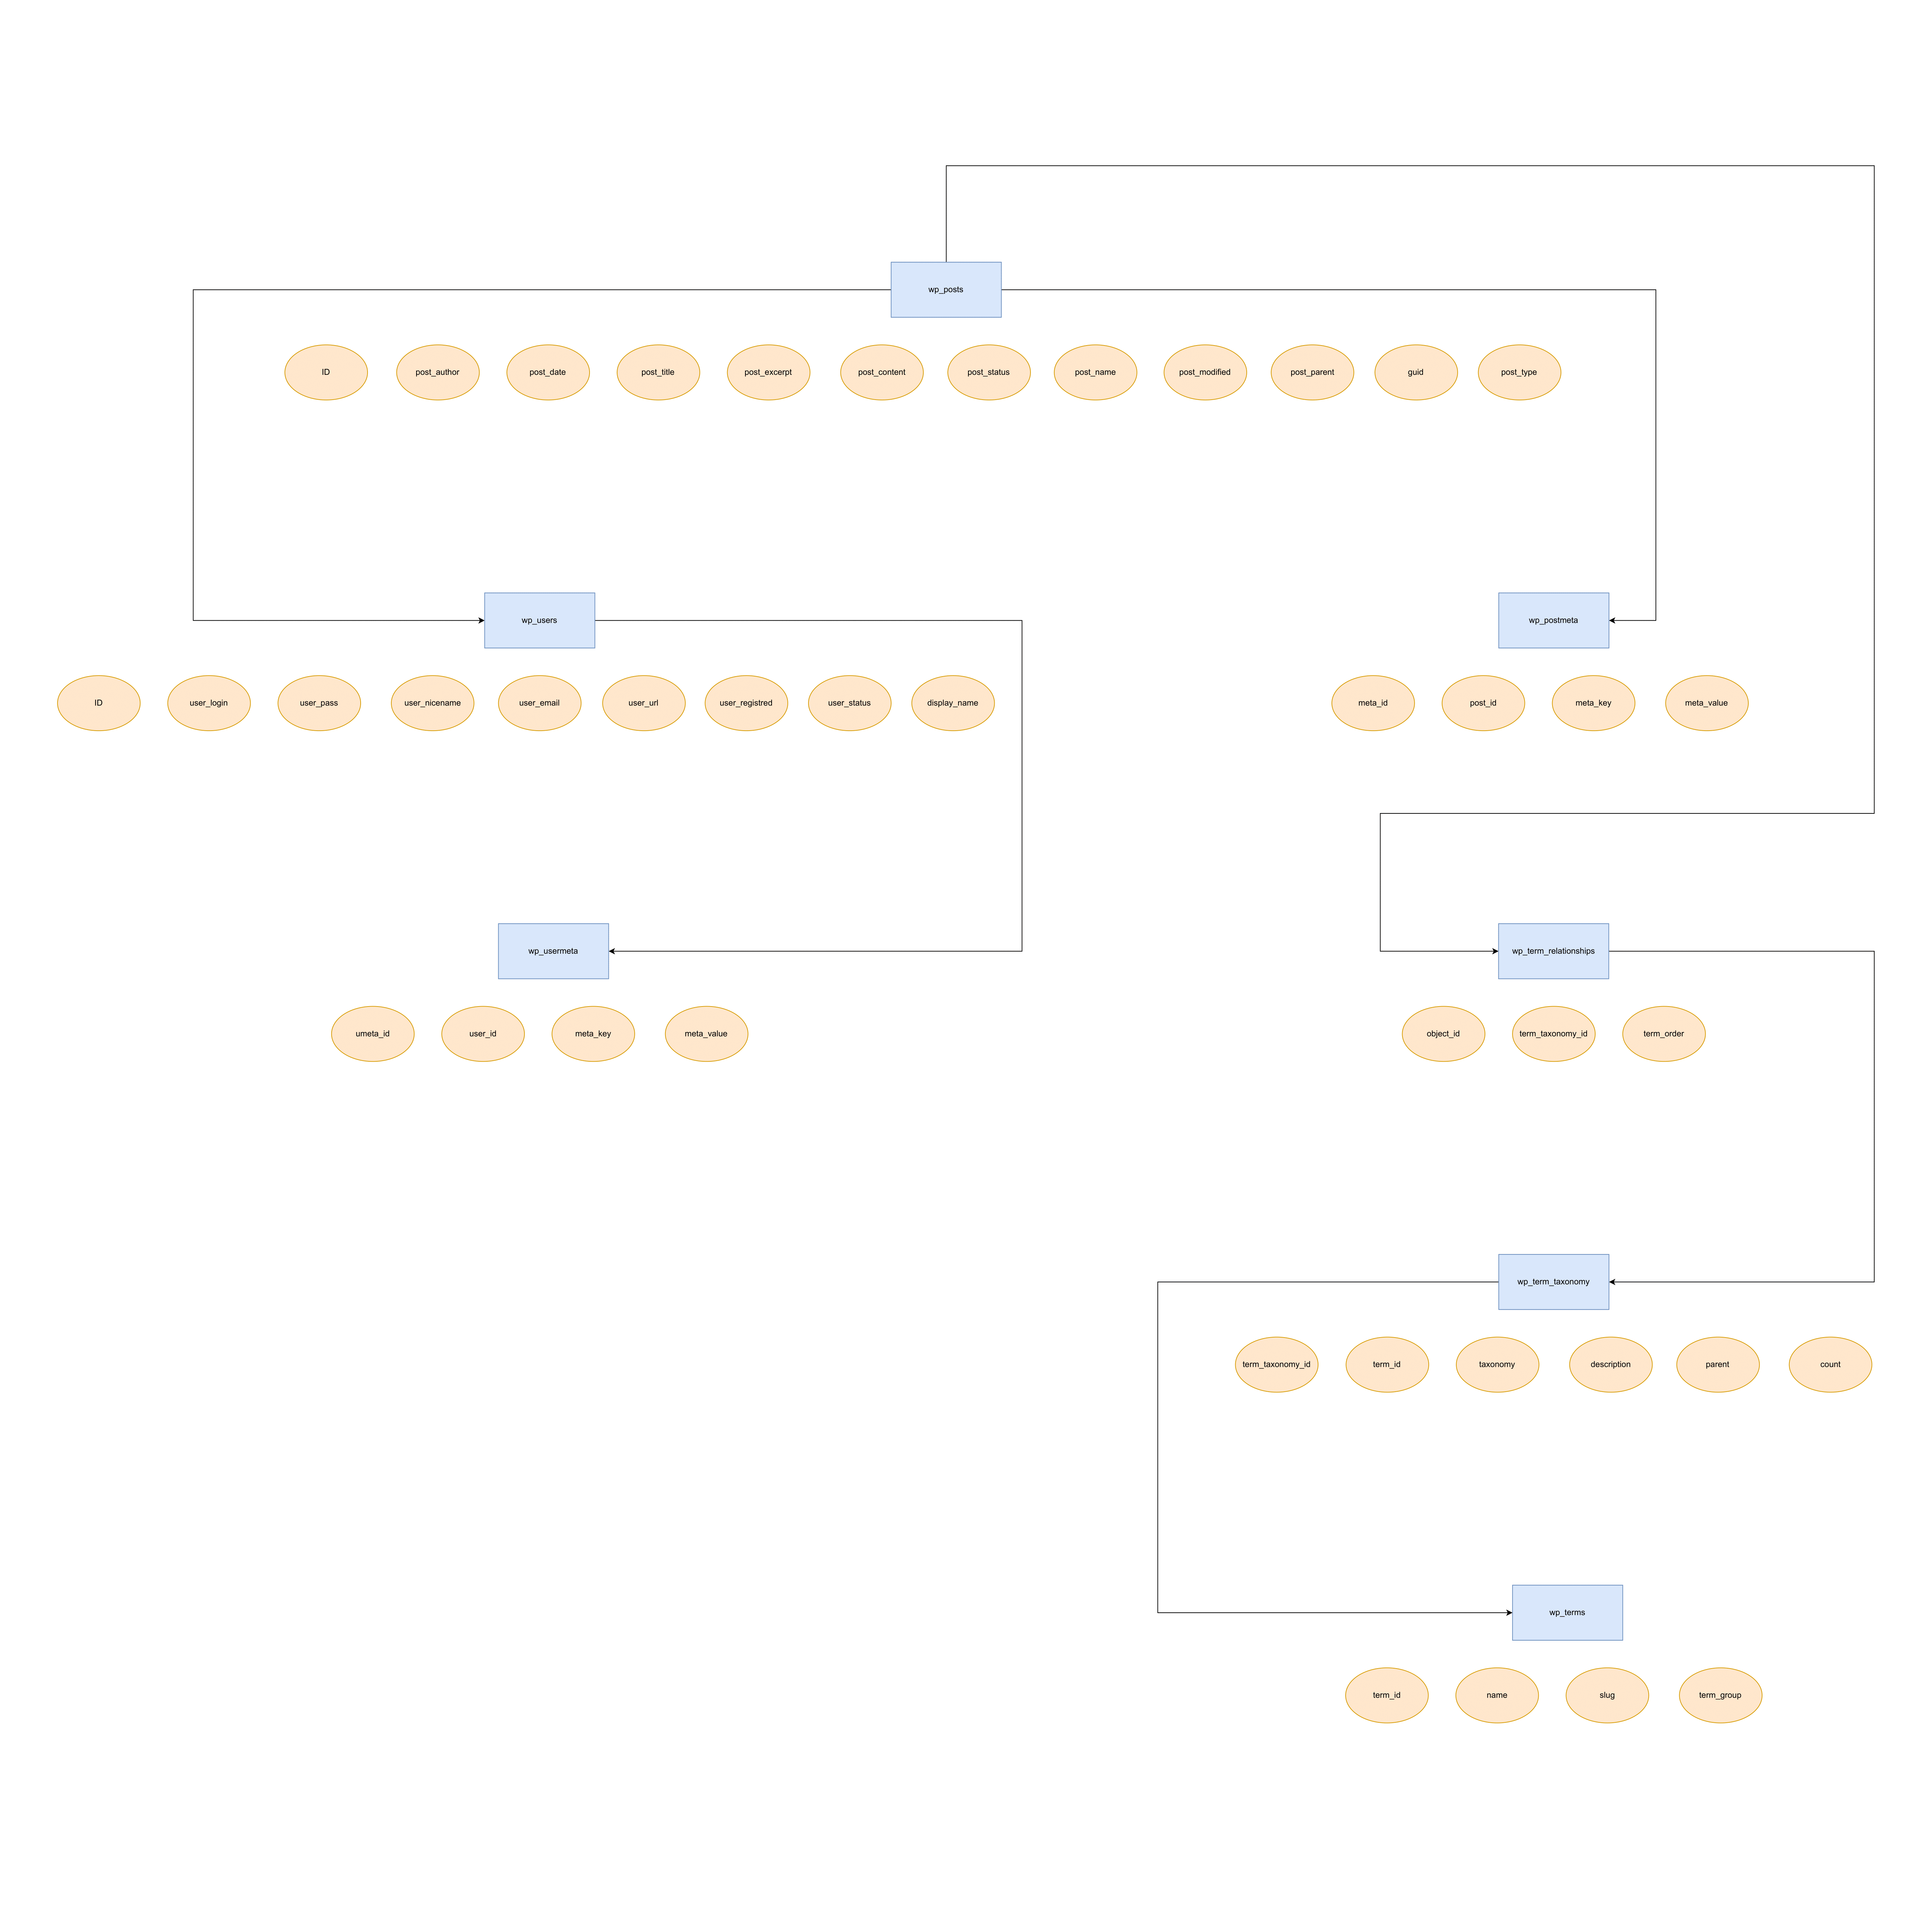 wp_posts
ID post_author post_date post_title post_excerpt post_content post_status post_name post_modified post_parent guid post_type
wp_users wp_postmeta
ID user_login user_pass user_nicename user_email user_url user_registred user_status display_name meta_id post_id meta_key meta_value
wp_usermeta wp_term_relationships
umeta_id user_id meta_key meta_value object_id term_taxonomy_id term_order
wp_term_taxonomy
term_taxonomy_id term_id taxonomy description parent count
wp_terms
term_id name slug term_group